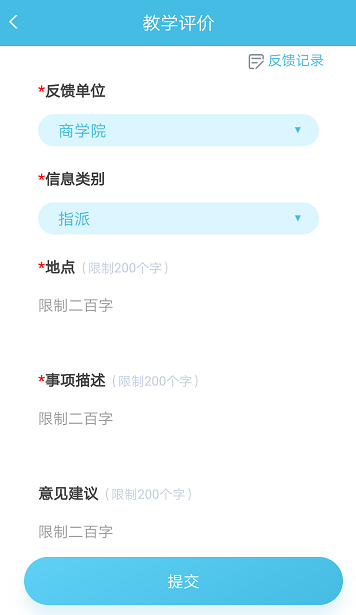 教学评价
反馈记录
*反馈单位
商学院
*信息类别
指派
*地点（限制200个字）
限制二百字
*事项描述（限制200个字）
限制二百字
意见建议（限制200个字）
限制二百字
提交